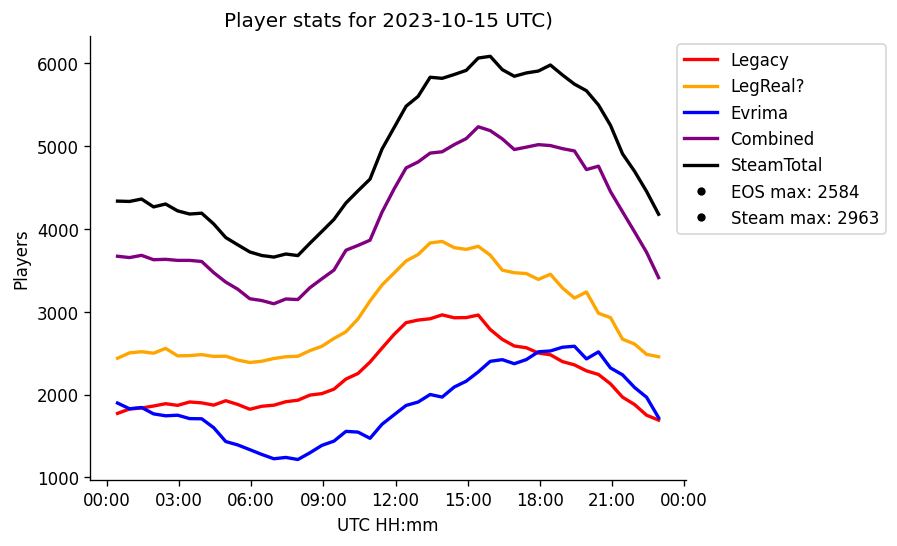 Player stats for 2023-10-15 UTC)
Players
6000
5000
4000
3000
2000
1000
00:00 03:00 06:00 09:00 12:00 15:00 18:00 21:00 00:00
UTC HH:mm
Legacy
LegReal?
Evrima
Combined
SteamTotal
EOS max: 2584
Steam max: 2963